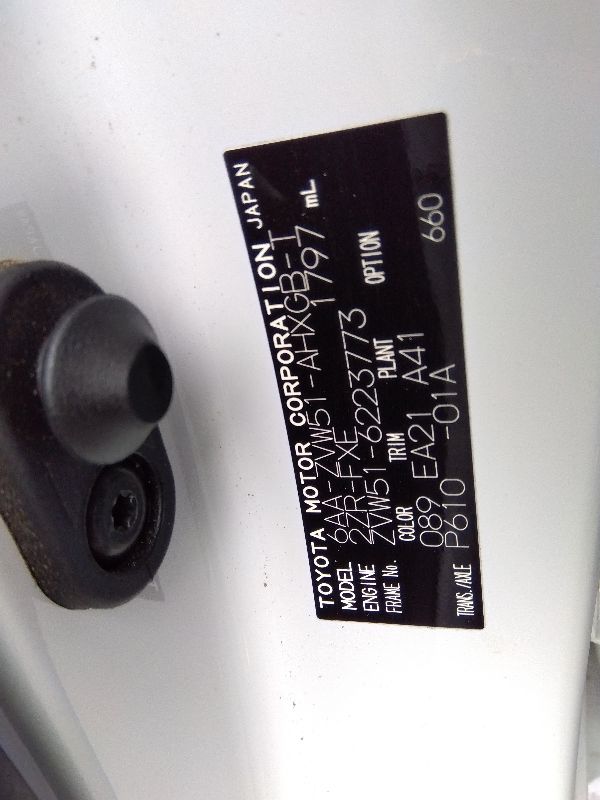 TOYOTA MOTOR CORPORATION JAPAN
MODEL 6AA-ZVW51-AHXGB-T
ENGINE 2ZR-FXE 1797 mL
FRAME No. ZVW51-6223773
COLOR TRIM PLANT OPTION
089 EA21 A41 660
TRANS./AXLE P610 -01A